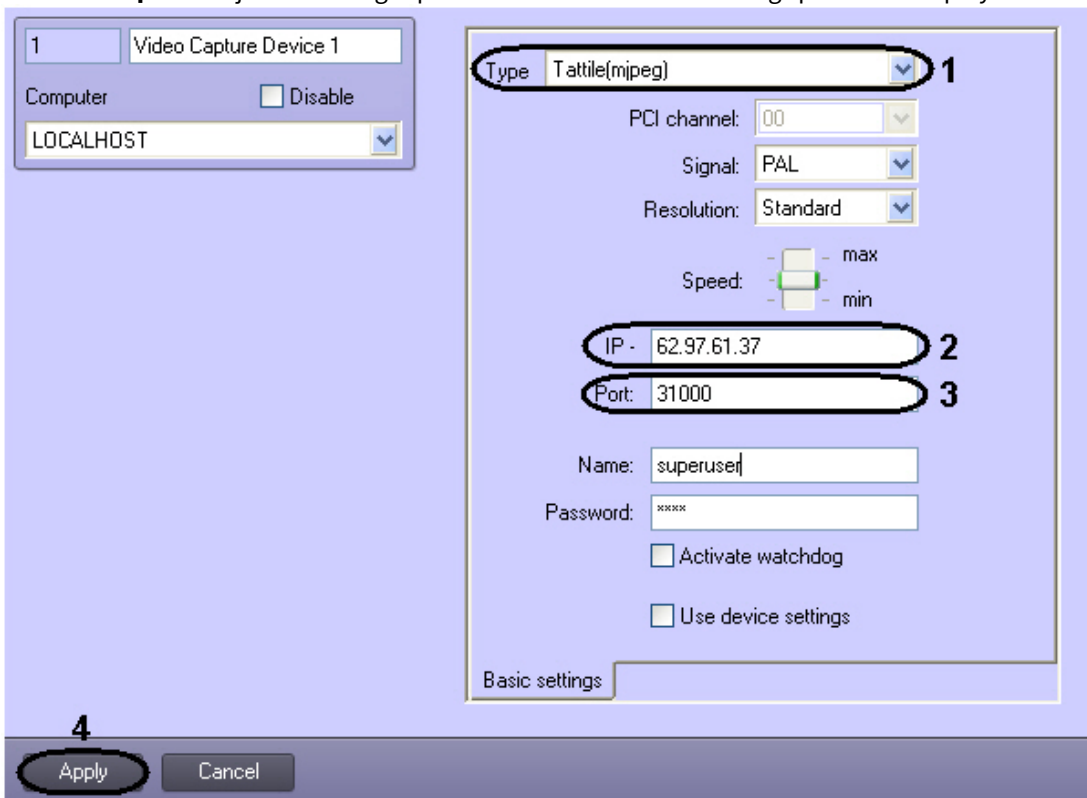 1 Video Capture Device 1
Computer Disable
LOCALHOST
Type Tattile(mjpeg) 1
PCI channel: 00
Signal: PAL
Resolution: Standard
max
Speed:
min
IP - 62.97.61.37 2
Port: 31000 3
Name: superuser
Password: ****
Activate watchdog
Use device settings
Basic settings
4
Apply Cancel